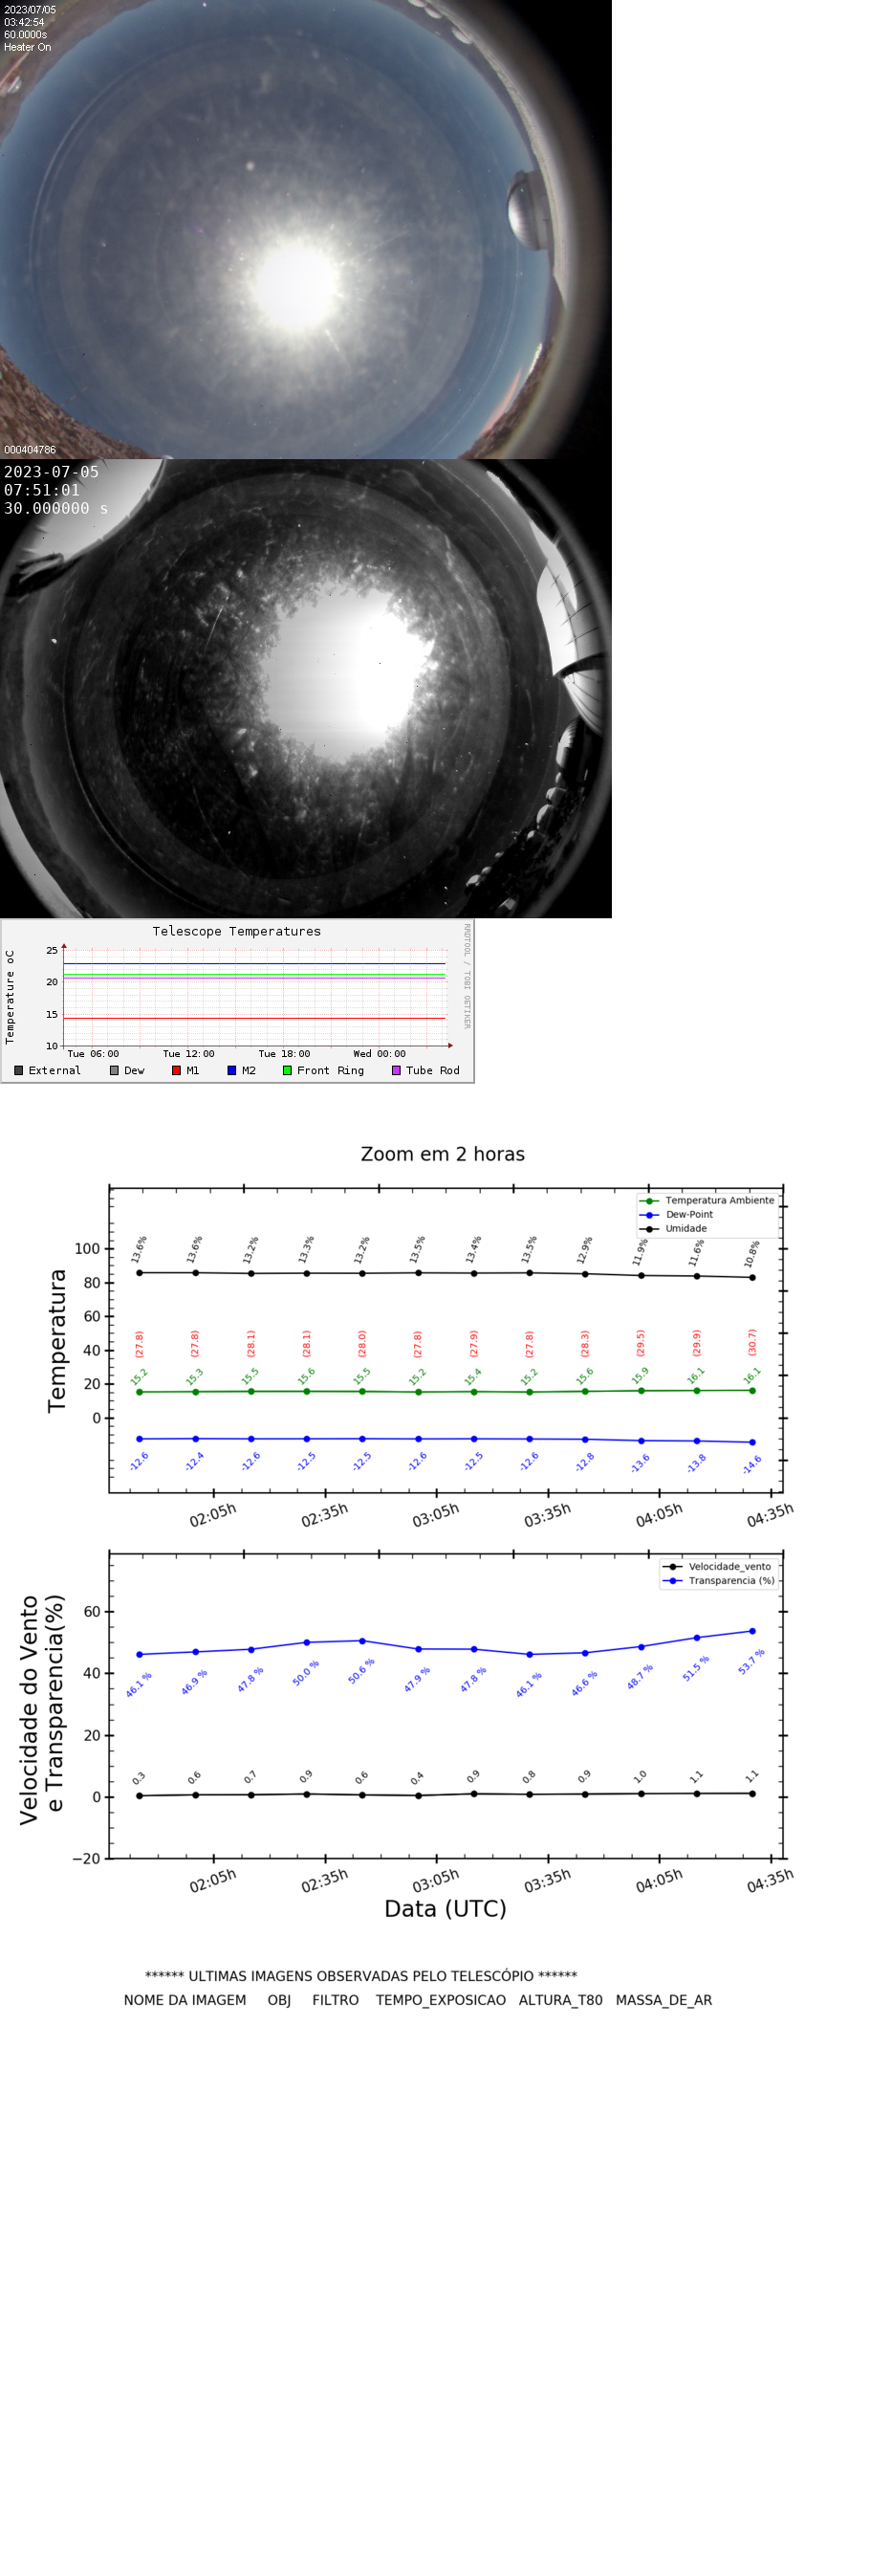 2023/07/05
03:42:54
60.0000s
Heater On
000404786
2023-07-05
07:51:01
30.000000 s
Telescope Temperatures
RRDTOOL / TOBI OETIKER
Temperature oC
25
20
15
10
Tue 06:00 Tue 12:00 Tue 18:00 Wed 00:00
External Dew M1 M2 Front Ring Tube Rod
Zoom em 2 horas
Temperatura Ambiente
Dew-Point
Umidade
Temperatura
100
80
60
40
20
0
13.6% 13.6% 13.2% 13.3% 13.2% 13.5% 13.4% 13.5% 12.9% 11.9% 11.6% 10.8%
(27.8) (27.8) (28.1) (28.1) (28.0) (27.8) (27.9) (27.8) (28.3) (29.5) (29.9) (30.7)
15.2 15.3 15.5 15.6 15.5 15.2 15.4 15.2 15.6 15.9 16.1 16.1
-12.6 -12.4 -12.6 -12.5 -12.5 -12.6 -12.5 -12.6 -12.8 -13.6 -13.8 -14.6
02:05h 02:35h 03:05h 03:35h 04:05h 04:35h
Velocidade_vento
Transparencia (%)
Velocidade do Vento
e Transparencia(%)
60
40
20
0
−20
46.1 % 46.9 % 47.8 % 50.0 % 50.6 % 47.9 % 47.8 % 46.1 % 46.6 % 48.7 % 51.5 % 53.7 %
0.3 0.6 0.7 0.9 0.6 0.4 0.9 0.8 0.9 1.0 1.1 1.1
02:05h 02:35h 03:05h 03:35h 04:05h 04:35h
Data (UTC)
****** ULTIMAS IMAGENS OBSERVADAS PELO TELESCÓPIO ******
NOME DA IMAGEM OBJ FILTRO TEMPO_EXPOSICAO ALTURA_T80 MASSA_DE_AR